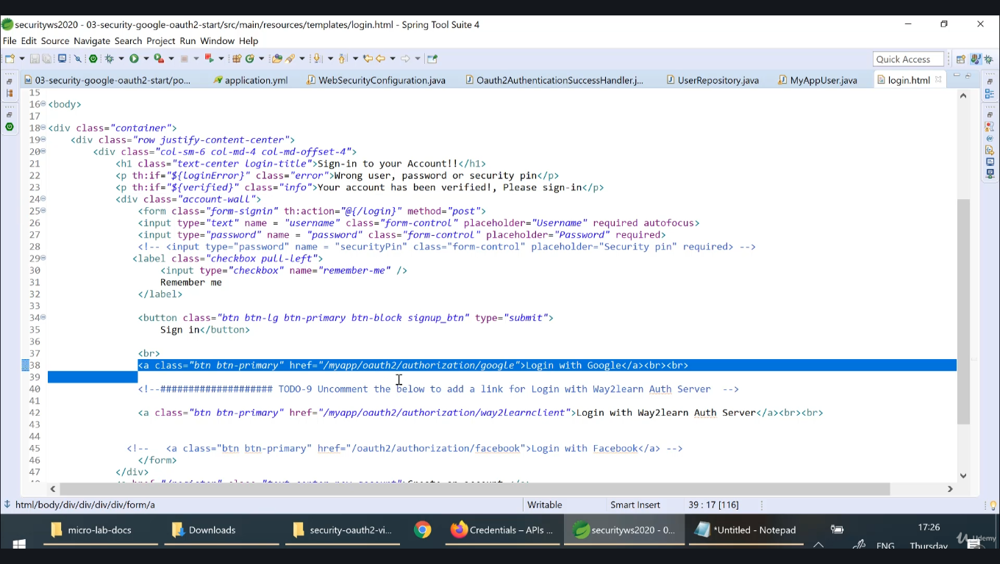 securityws2020 - 03-security-google-oauth2-start/src/main/resources/templates/login.html - Spring Tool Suite 4
File Edit Source Navigate Search Project Run Window Help
Quick Access
03-security-google-oauth2-start/po... application.yml WebSecurityConfiguration.java Oauth2AuthenticationSuccessHandler.j... UserRepository.java MyAppUser.java login.html
15
16 <body>
17
18 <div class="container">
19 <div class="row justify-content-center">
20 <div class="col-sm-6 col-md-4 col-md-offset-4">
21 <h1 class="text-center login-title">Sign-in to your Account!!</h1>
22 <p th:if="${loginError}" class="error">Wrong user, password or security pin</p>
23 <p th:if="${verified}" class="info">Your account has been verified!, Please sign-in</p>
24 <div class="account-wall">
25 <form class="form-signin" th:action="@{/login}" method="post">
26 <input type="text" name = "username" class="form-control" placeholder="Username" required autofocus>
27 <input type="password" name = "password" class="form-control" placeholder="Password" required>
28 <!-- <input type="password" name = "securityPin" class="form-control" placeholder="Security pin" required> -->
29 <label class="checkbox pull-left">
30 <input type="checkbox" name="remember-me" />
31 Remember me
32 </label>
33
34 <button class="btn btn-lg btn-primary btn-block signup_btn" type="submit">
35 Sign in</button>
36
37 <br>
38 <a class="btn btn-primary" href="/myapp/oauth2/authorization/google">Login with Google</a><br><br>
39
40 <!--#################### TODO-9 Uncomment the below to add a link for Login with Way2learn Auth Server -->
41
42 <a class="btn btn-primary" href="/myapp/oauth2/authorization/way2learnclient">Login with Way2learn Auth Server</a><br><br>
43
44
45 <!-- <a class="btn btn-primary" href="/oauth2/authorization/facebook">Login with Facebook</a> -->
46 </form>
47 </div>
html/body/div/div/div/div/form/a Writable Smart Insert 39 : 17 [116]
micro-lab-docs Downloads security-oauth2-vi... Credentials – APIs ... securityws2020 - 0... *Untitled - Notepad 17:26
ENG Thursday
Udemy